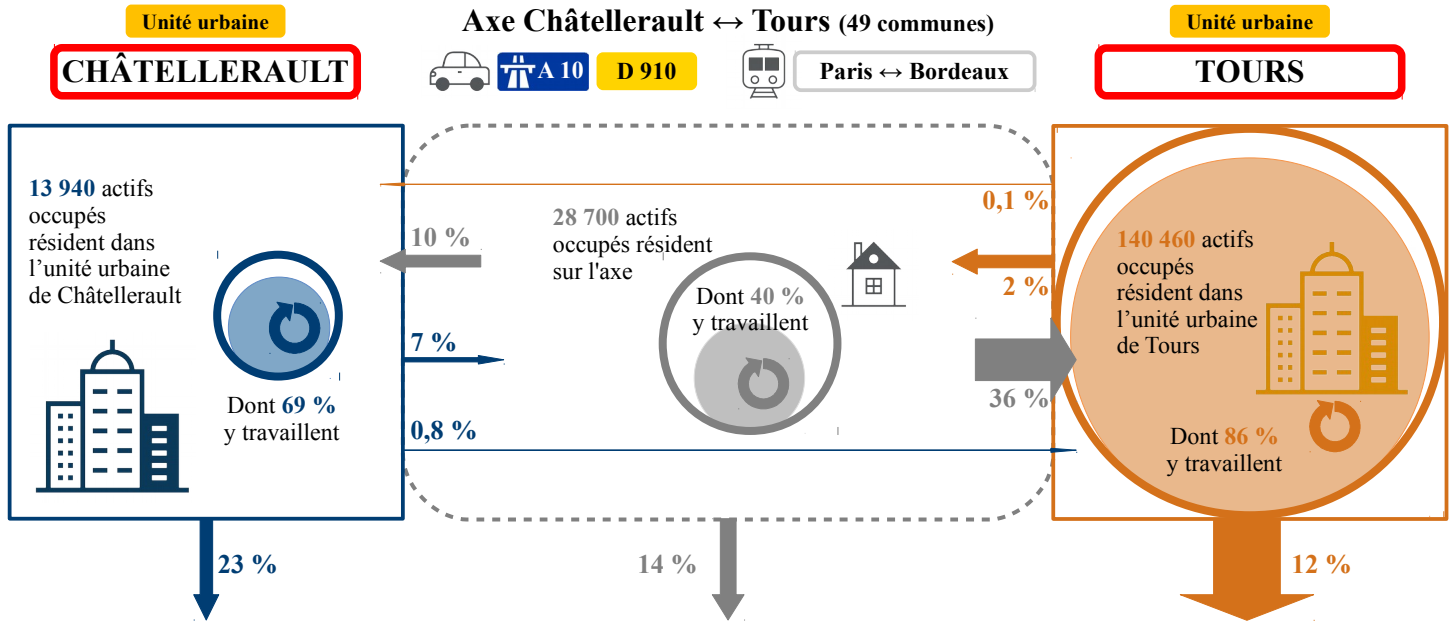 Unité urbaine
CHÂTELLERAULT
Axe Châtellerault ↔ Tours (49 communes)
A 10
D 910
Paris ↔ Bordeaux
Unité urbaine
TOURS
13 940 actifs
occupés
résident dans
l’unité urbaine
de Châtellerault
Dont 69 %
y travaillent
10 %
7 %
0,8 %
28 700 actifs
occupés résident
sur l'axe
Dont 40 %
y travaillent
0,1 %
2 %
36 %
140 460 actifs
occupés
résident dans
l’unité urbaine
de Tours
Dont 86 %
y travaillent
23 %
14 %
12 %